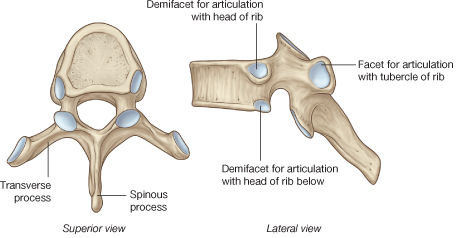 Demifacet for articulation
with head of rib
Facet for articulation
with tubercle of rib
Demifacet for articulation
with head of rib below
Transverse
process
Spinous
process
Superior view
Lateral view